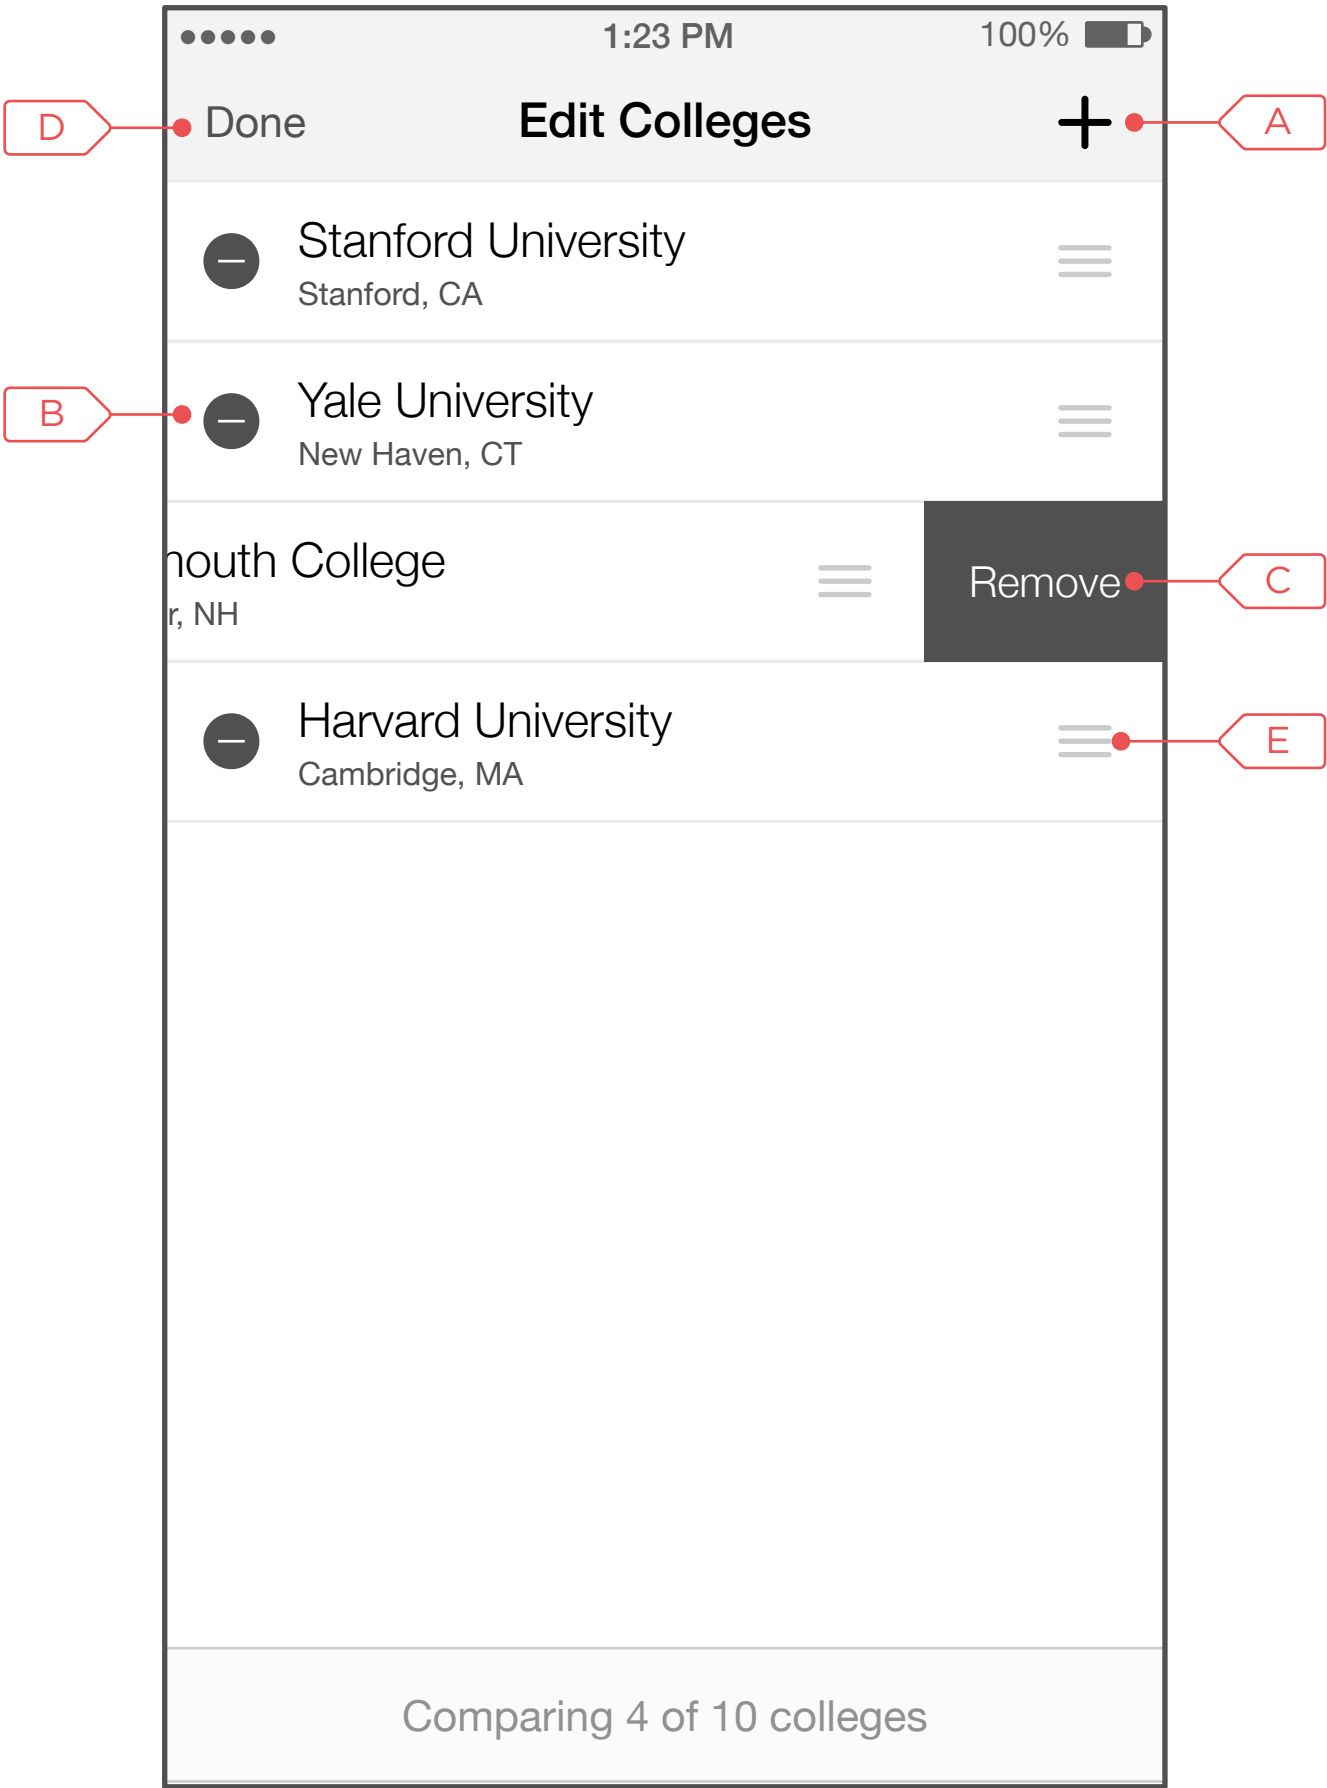 1:23 PM
100%
D
Done
Edit Colleges
A
Stanford University
Stanford, CA
B
Yale University
New Haven, CT
mouth College
r, NH
Remove
C
Harvard University
Cambridge, MA
E
Comparing 4 of 10 colleges